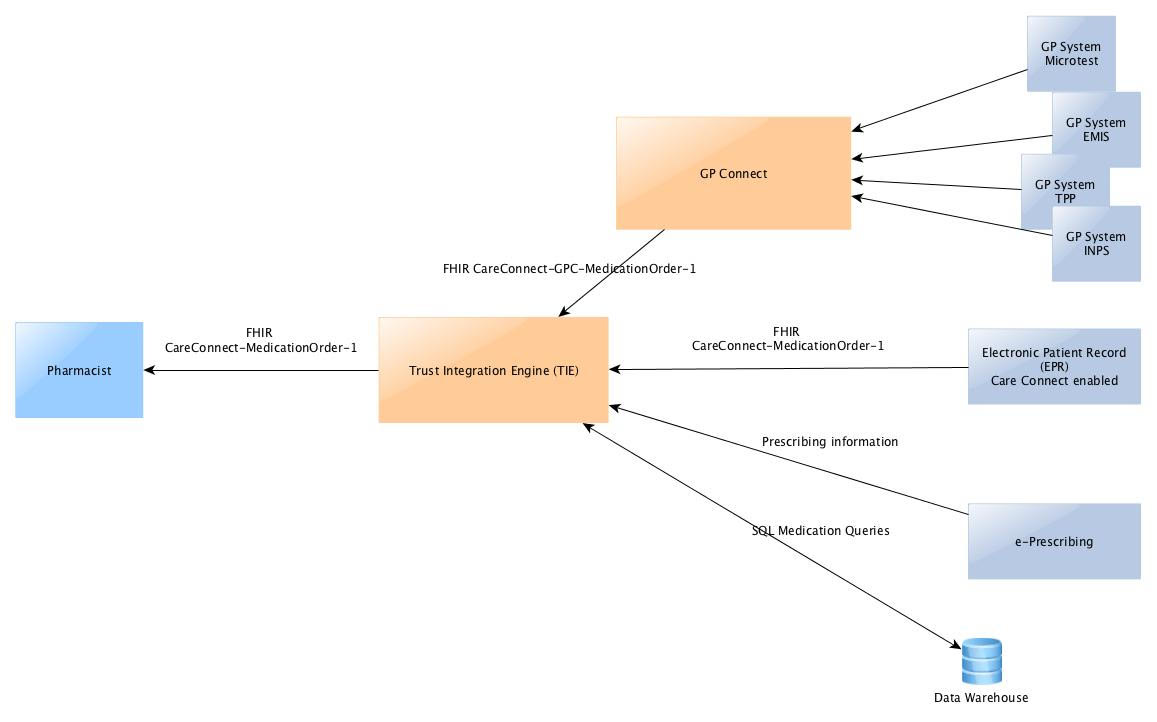 GP System
Microtest
GP System
EMIS
GP Connect
GP System
TPP
GP System
INPS
FHIR CareConnect-GPC-MedicationOrder-1
FHIR
CareConnect-MedicationOrder-1
FHIR
CareConnect-MedicationOrder-1
Pharmacist
Trust Integration Engine (TIE)
Electronic Patient Record
(EPR)
Care Connect enabled
Prescribing information
SQL Medication Queries
e-Prescribing
Data Warehouse